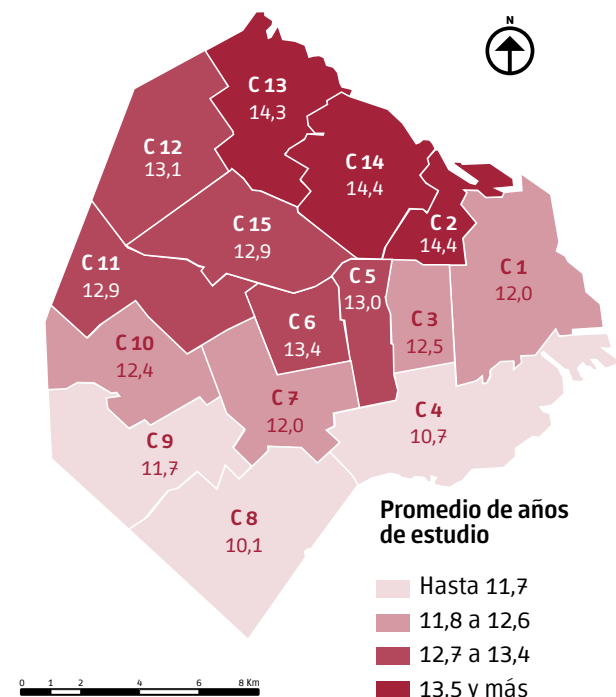 N
C 13
14,3
C 12
13,1
C 14
14,4
C 2
14,4
C 15
12,9
C 1
12,0
C 11
12,9
C 5
13,0
C 6
13,4
C 3
12,5
C 10
12,4
C 7
12,0
C 4
10,7
C 9
11,7
C 8
10,1
Promedio de años
de estudio
Hasta 11,7
11,8 a 12,6
12,7 a 13,4
13,5 y más
0 1 2 4 6 8 Km